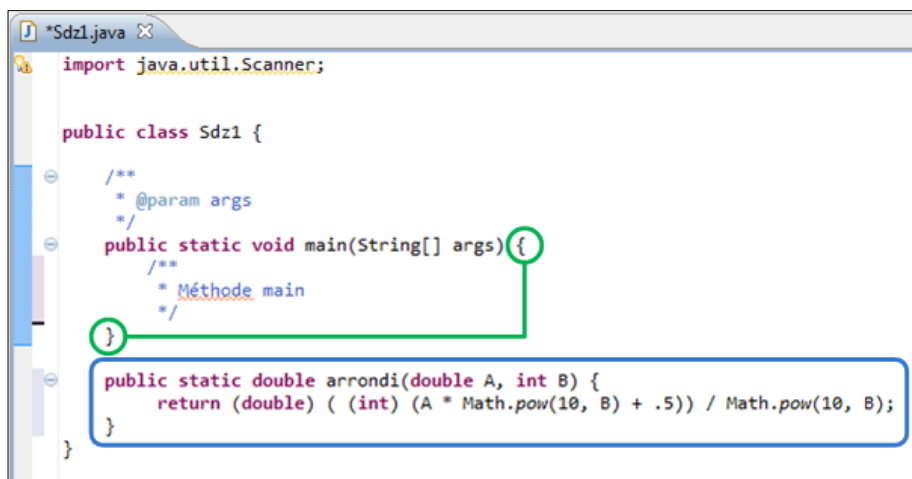 *Sdz1.java
import java.util.Scanner;
public class Sdz1 {
/**
* @param args
*/
public static void main(String[] args) {
/**
* Méthode main
*/
}
public static double arrondi(double A, int B) {
return (double) ( (int) (A * Math.pow(10, B) + .5)) / Math.pow(10, B);
}
}